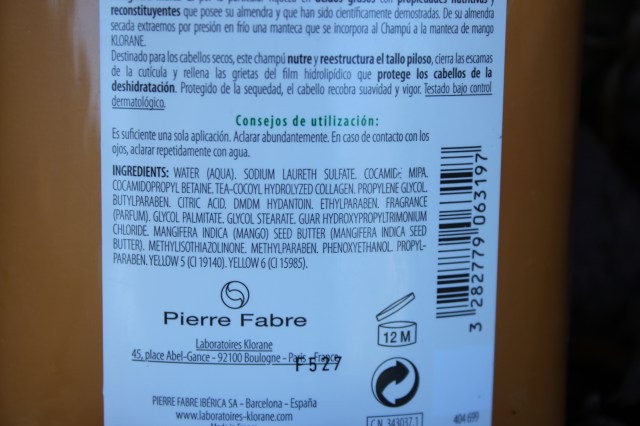 ácidos grasos con propiedades nutritivas y
reconstituyentes que posee su almendra y que han sido científicamente demostradas. De su almendra
secada extraemos por presión en frío una manteca que se incorpora al Champú a la manteca de mango
KLORANE.
Destinado para los cabellos secos, este champú nutre y reestructura el tallo piloso, cierra las escamas
de la cutícula y rellena las grietas del film hidrolipídico que protege los cabellos de la
deshidratación. Protegido de la sequedad, el cabello recobra suavidad y vigor. Testado bajo control
dermatológico.
Consejos de utilización:
Es suficiente una sola aplicación. Aclarar abundantemente. En caso de contacto con los
ojos, aclarar repetidamente con agua.
INGREDIENTS: WATER (AQUA). SODIUM LAURETH SULFATE. COCAMIDE MIPA.
COCAMIDOPROPYL BETAINE. TEA-COCOYL HYDROLYZED COLLAGEN. PROPYLENE GLYCOL.
BUTYLPARABEN. CITRIC ACID. DMDM HYDANTOIN. ETHYLPARABEN. FRAGRANCE
(PARFUM). GLYCOL PALMITATE. GLYCOL STEARATE. GUAR HYDROXYPROPYLTRIMONIUM
CHLORIDE. MANGIFERA INDICA (MANGO) SEED BUTTER (MANGIFERA INDICA SEED
BUTTER). METHYLISOTHIAZOLINONE. METHYLPARABEN. PHENOXYETHANOL. PROPYL-
PARABEN. YELLOW 5 (CI 19140). YELLOW 6 (CI 15985).
3 282779 063197
Pierre Fabre
12 M
Laboratoires Klorane
45, place Abel-Gance - 92100 Boulogne - Paris - France
F527
PIERRE FABRE IBÉRICA SA - Barcelona - España
www.laboratoires-klorane.com
C.N. 343037.1
404 699